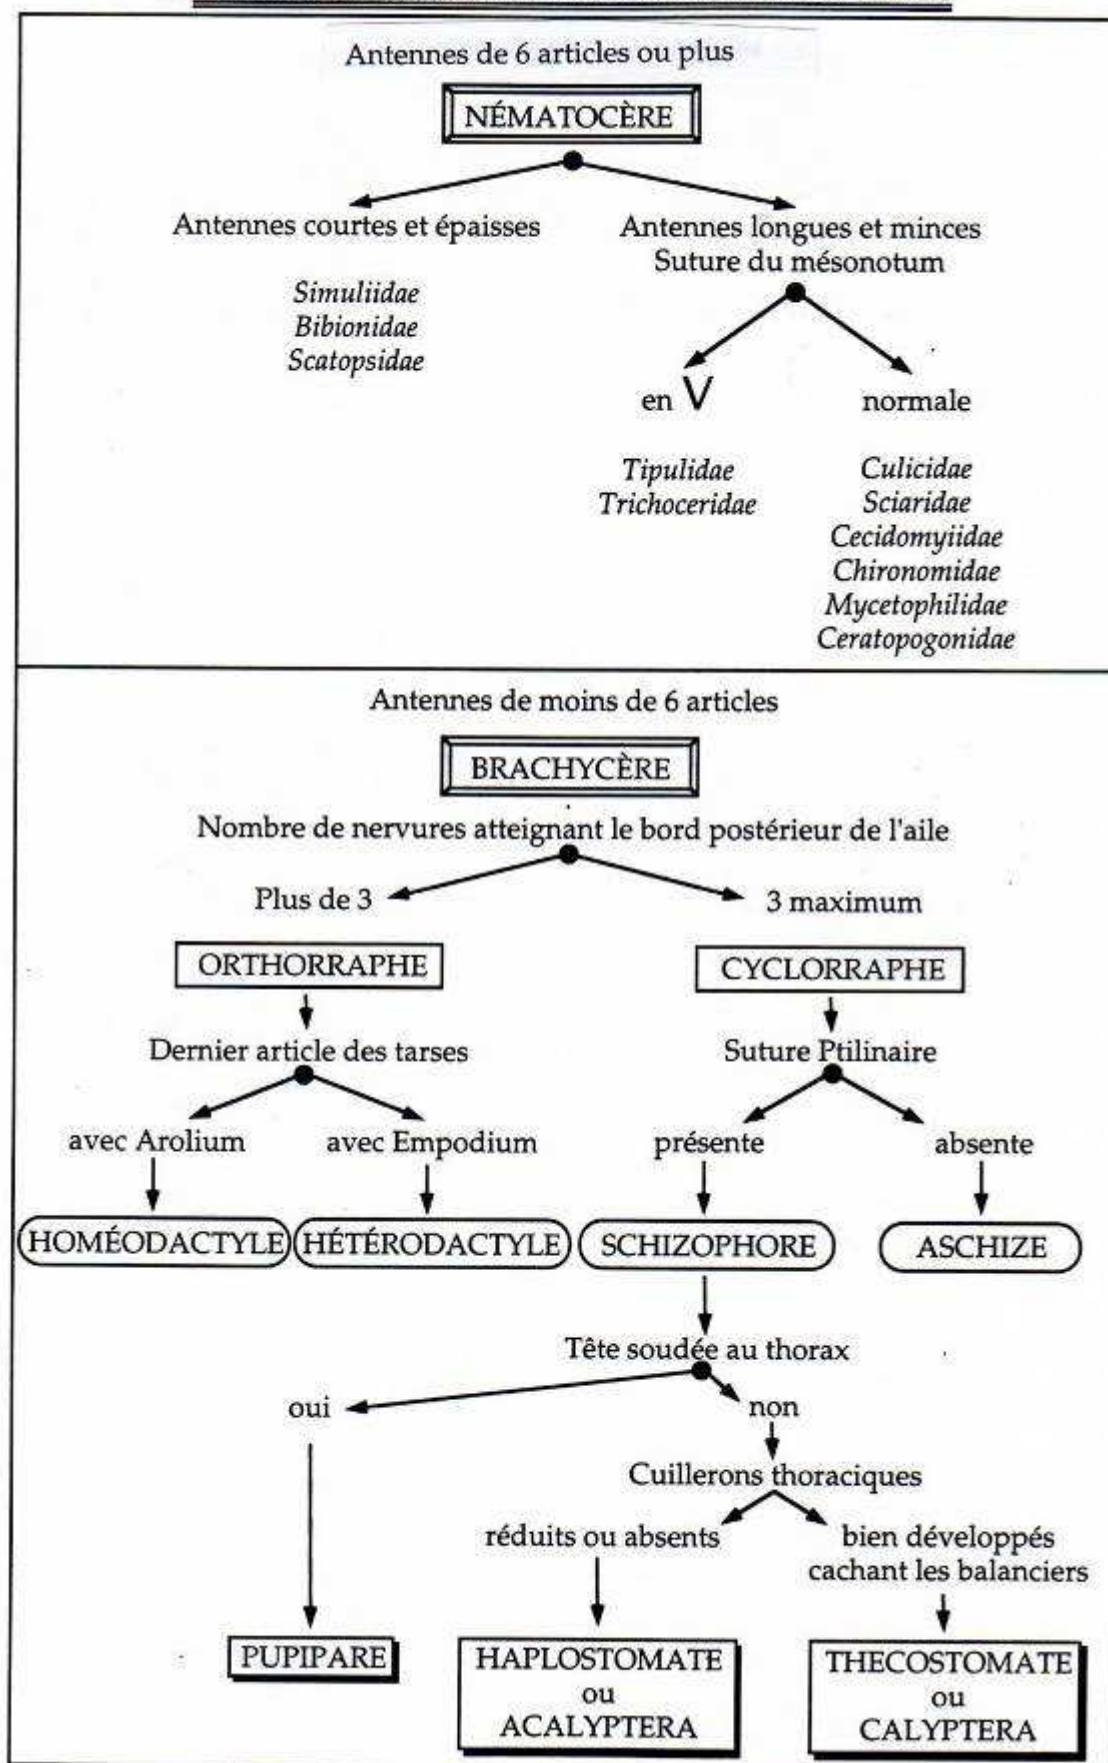 Antennes de 6 articles ou plus
NÉMATOCÈRE
Antennes courtes et épaisses
Simuliidae
Bibionidae
Scatopsidae
Antennes longues et minces
Suture du mésonotum
en V
normale
Tipulidae
Trichoceridae
Culicidae
Sciaridae
Cecidomyiidae
Chironomidae
Mycetophilidae
Ceratopogonidae
Antennes de moins de 6 articles
BRACHYCÈRE
Nombre de nervures atteignant le bord postérieur de l'aile
Plus de 3
3 maximum
ORTHORRAPHE
CYCLORRAPHE
Dernier article des tarses
Suture Ptilinaire
avec Arolium
avec Empodium
présente
absente
HOMÉODACTYLE
HÉTÉRODACTYLE
SCHIZOPHORE
ASCHIZE
Tête soudée au thorax
oui
non
Cuillerons thoraciques
réduits ou absents
bien développés
cachant les balanciers
PUPIPARE
HAPLOSTOMATE
ou
ACALYPTERA
THECOSTOMATE
ou
CALYPTERA